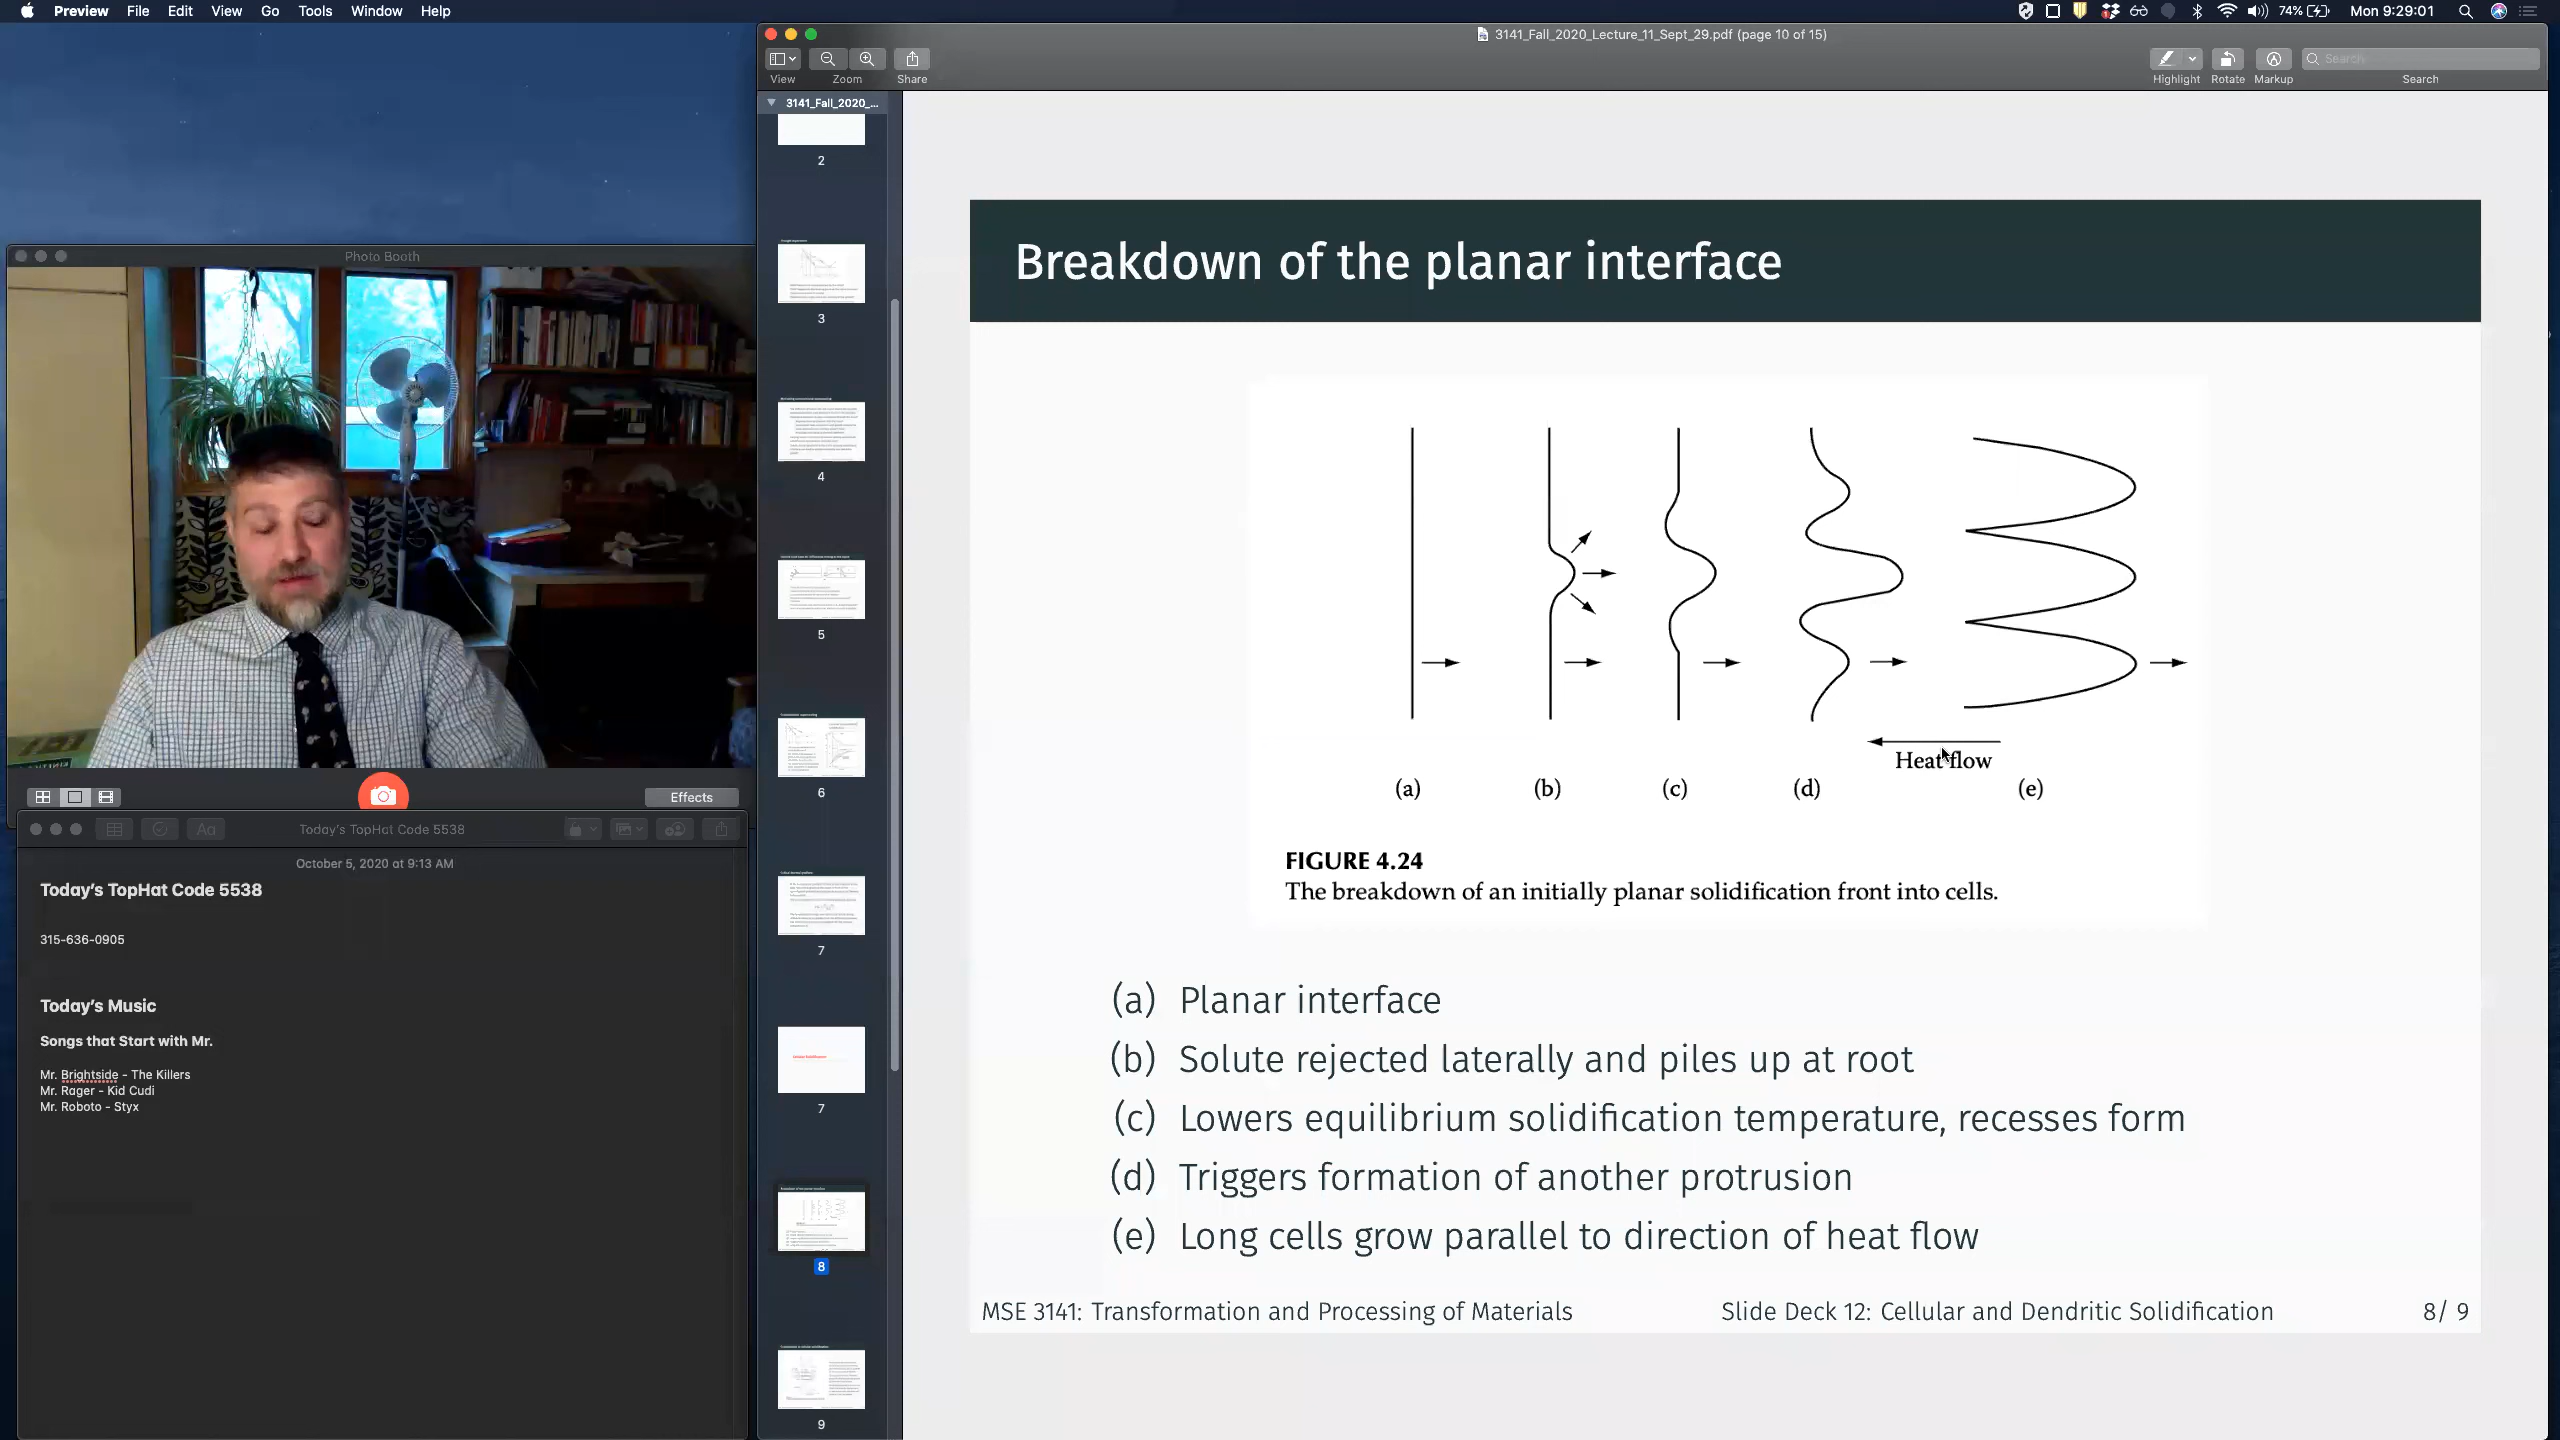 Preview File Edit View Go Tools Window Help
74% Mon 9:29:01
3141_Fall_2020_Lecture_11_Sept_29.pdf (page 10 of 15)
View Zoom Share Highlight Rotate Markup Search
Search
3141_Fall_2020_...
2
3
4
5
6
7
7
8
9
Photo Booth
Effects
Today's TopHat Code 5538
October 5, 2020 at 9:13 AM
Today's TopHat Code 5538
315-636-0905
Today's Music
Songs that Start with Mr.
Mr. Brightside - The Killers
Mr. Rager - Kid Cudi
Mr. Roboto - Styx
Breakdown of the planar interface
Heat flow
(a) (b) (c) (d) (e)
FIGURE 4.24
The breakdown of an initially planar solidification front into cells.
(a) Planar interface
(b) Solute rejected laterally and piles up at root
(c) Lowers equilibrium solidification temperature, recesses form
(d) Triggers formation of another protrusion
(e) Long cells grow parallel to direction of heat flow
MSE 3141: Transformation and Processing of Materials Slide Deck 12: Cellular and Dendritic Solidification 8/ 9